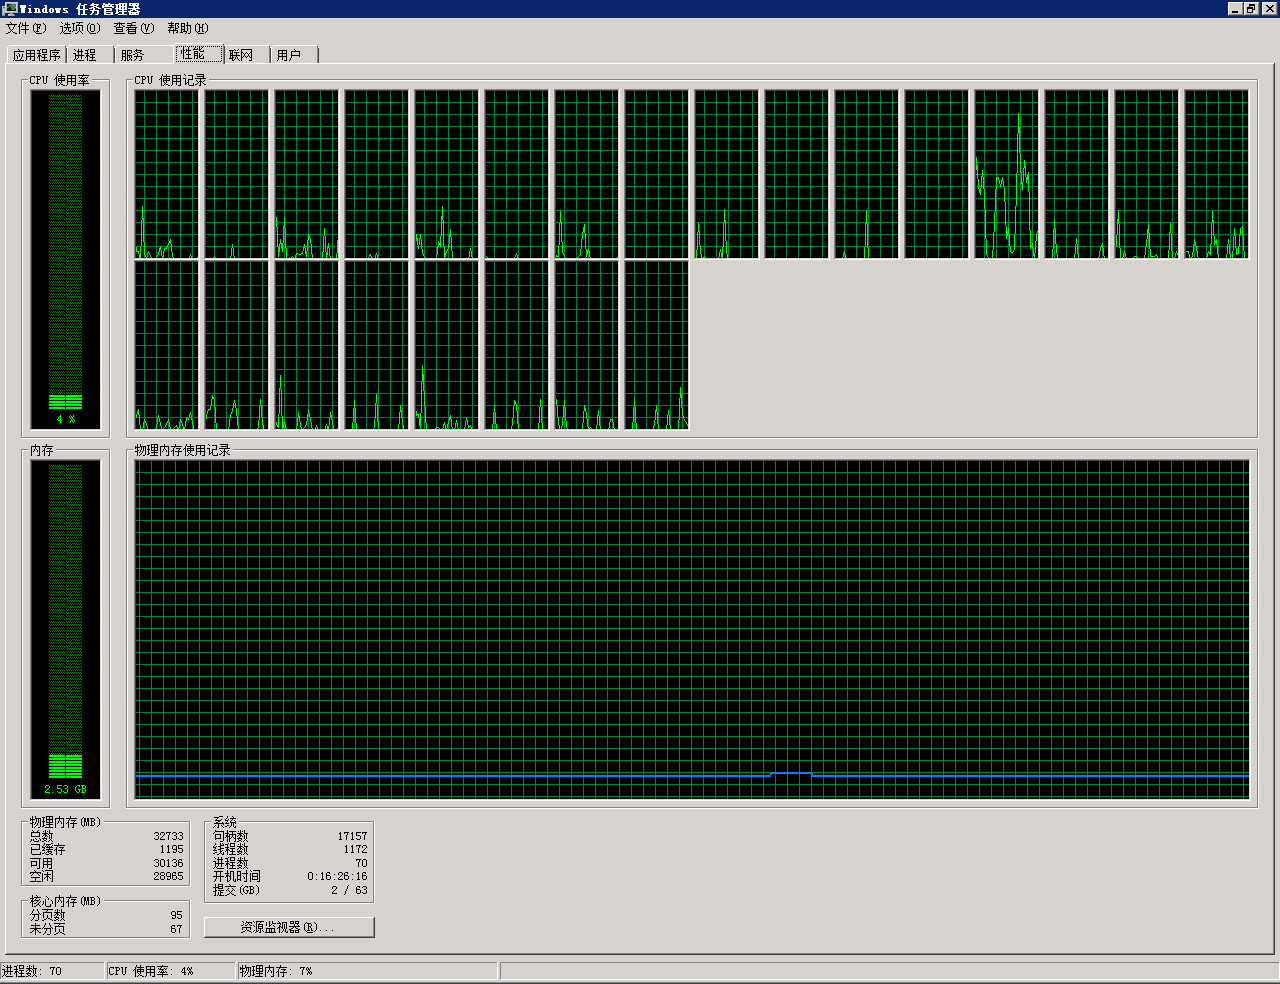 Windows 任务管理器
文件(F) 选项(O) 查看(V) 帮助(H)
应用程序 进程 服务 性能 联网 用户
CPU 使用率 CPU 使用记录
4 %
内存 物理内存使用记录
2.53 GB
物理内存(MB)
总数 32733
已缓存 1195
可用 30136
空闲 28965
核心内存(MB)
分页数 95
未分页 67
系统
句柄数 17157
线程数 1172
进程数 70
开机时间 0:16:26:16
提交(GB) 2 / 63
资源监视器(R)...
进程数: 70 CPU 使用率: 4% 物理内存: 7%